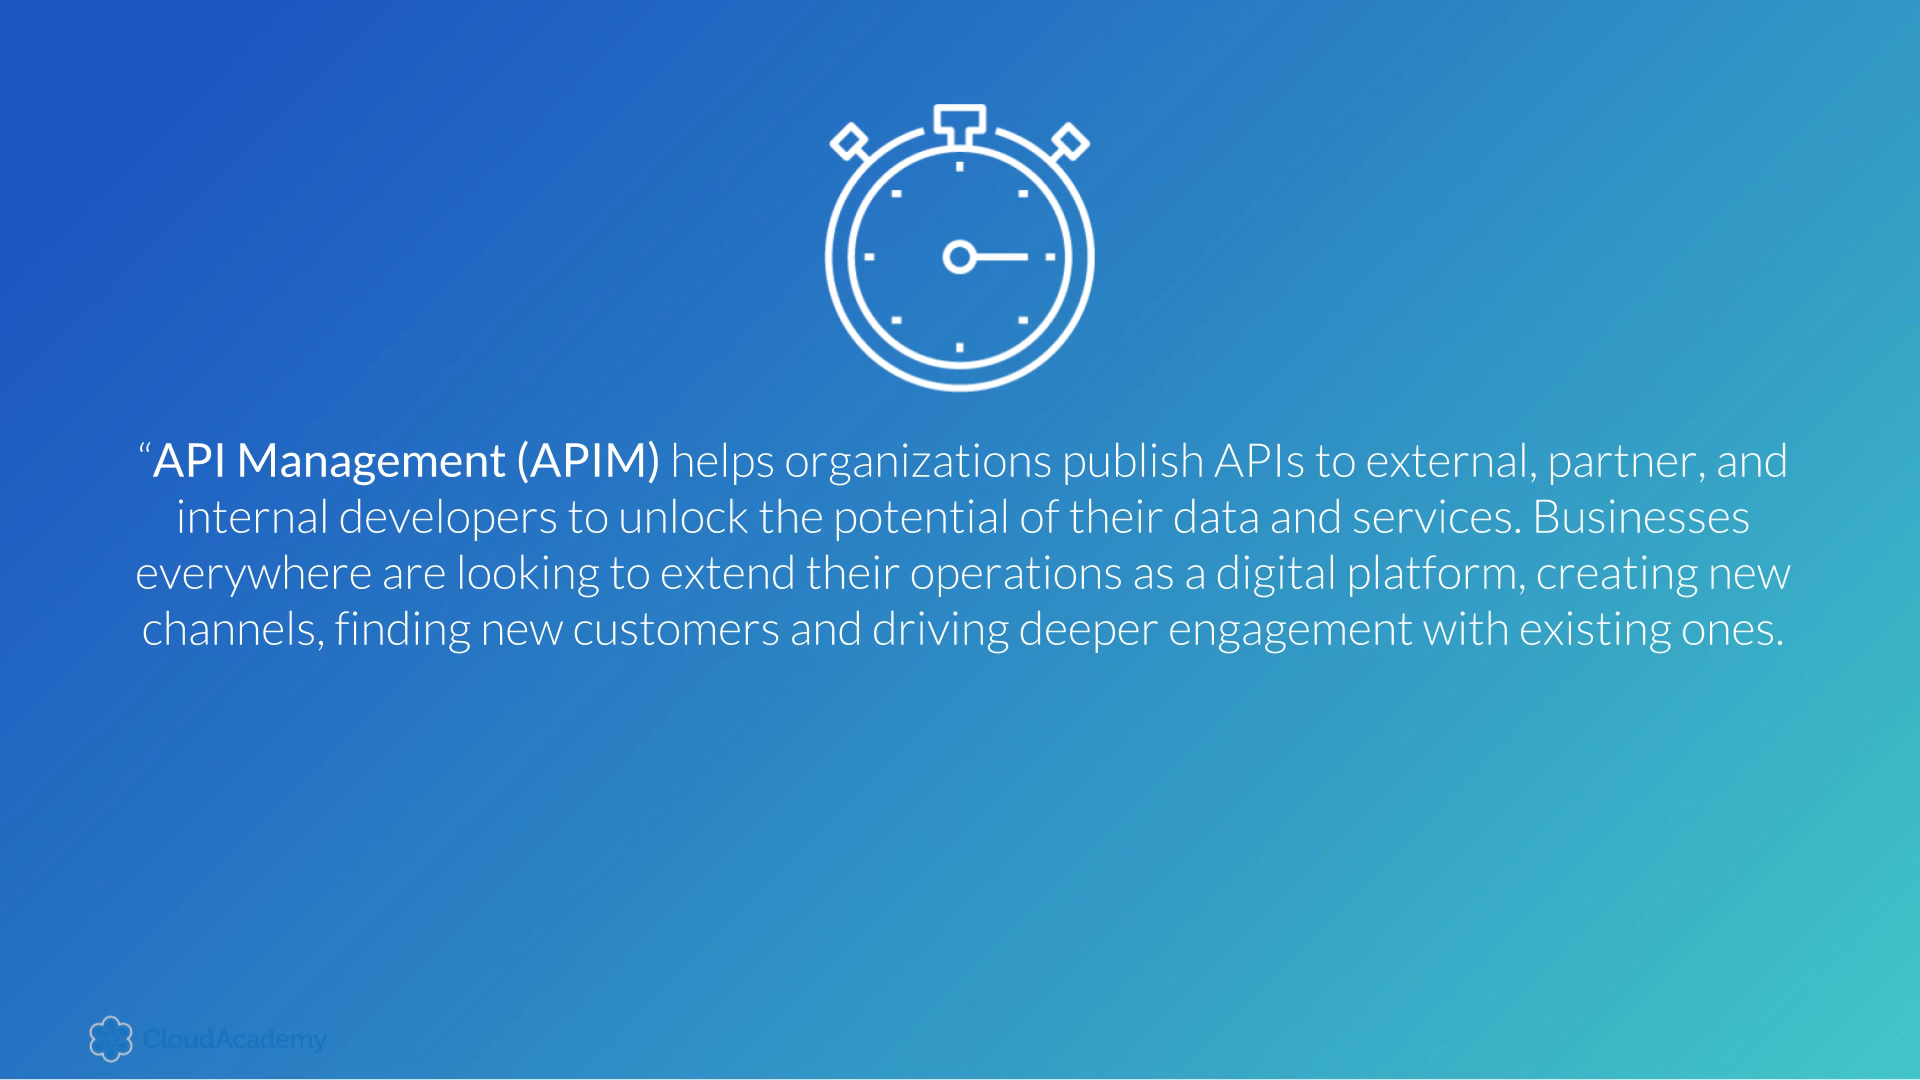 “API Management (APIM) helps organizations publish APIs to external, partner, and
internal developers to unlock the potential of their data and services. Businesses
everywhere are looking to extend their operations as a digital platform, creating new
channels, finding new customers and driving deeper engagement with existing ones.
CloudAcademy